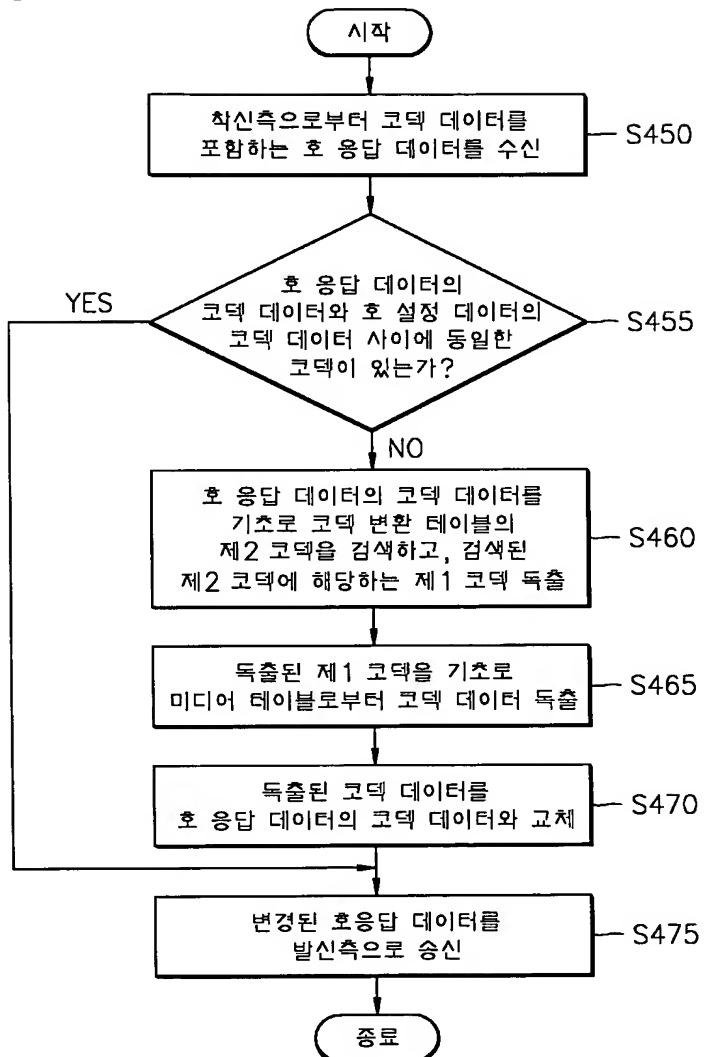 시작
착신측으로부터 코덱 데이터를
포함하는 호 응답 데이터를 수신
S450
호 응답 데이터의
코덱 데이터와 호 설정 데이터의
코덱 데이터 사이에 동일한
코덱이 있는가?
S455
YES
NO
호 응답 데이터의 코덱 데이터를
기초로 코덱 변환 테이블의
제2 코덱을 검색하고, 검색된
제2 코덱에 해당하는 제1 코덱 독출
S460
독출된 제1 코덱을 기초로
미디어 테이블로부터 코덱 데이터 독출
S465
독출된 코덱 데이터를
호 응답 데이터의 코덱 데이터와 교체
S470
변경된 호응답 데이터를
발신측으로 송신
S475
종료